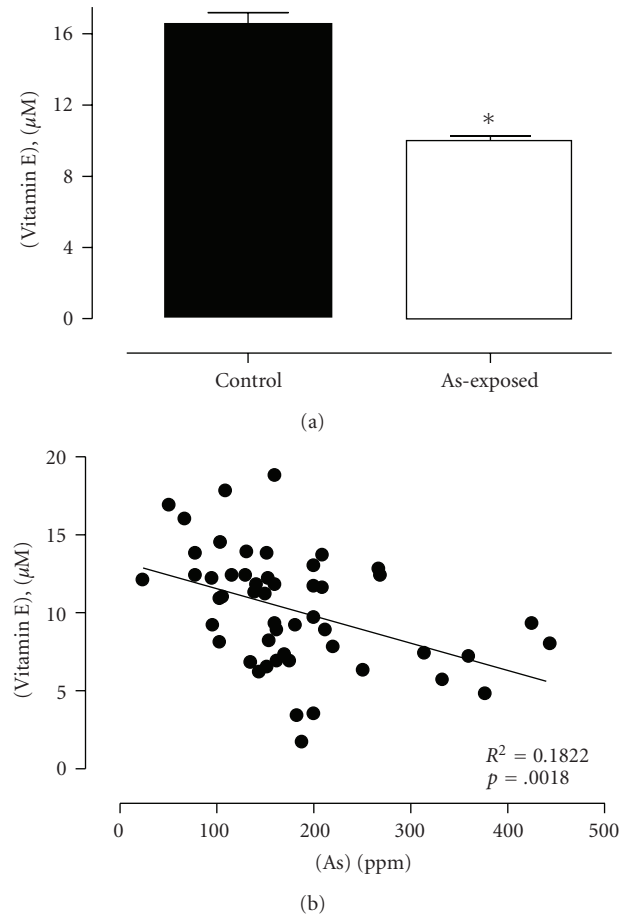 16
12
8
4
0
(Vitamin E), (μM)
*
Control
As-exposed
(a)
20
15
10
5
0
(Vitamin E), (μM)
R² = 0.1822
p = .0018
0 100 200 300 400 500
(As) (ppm)
(b)